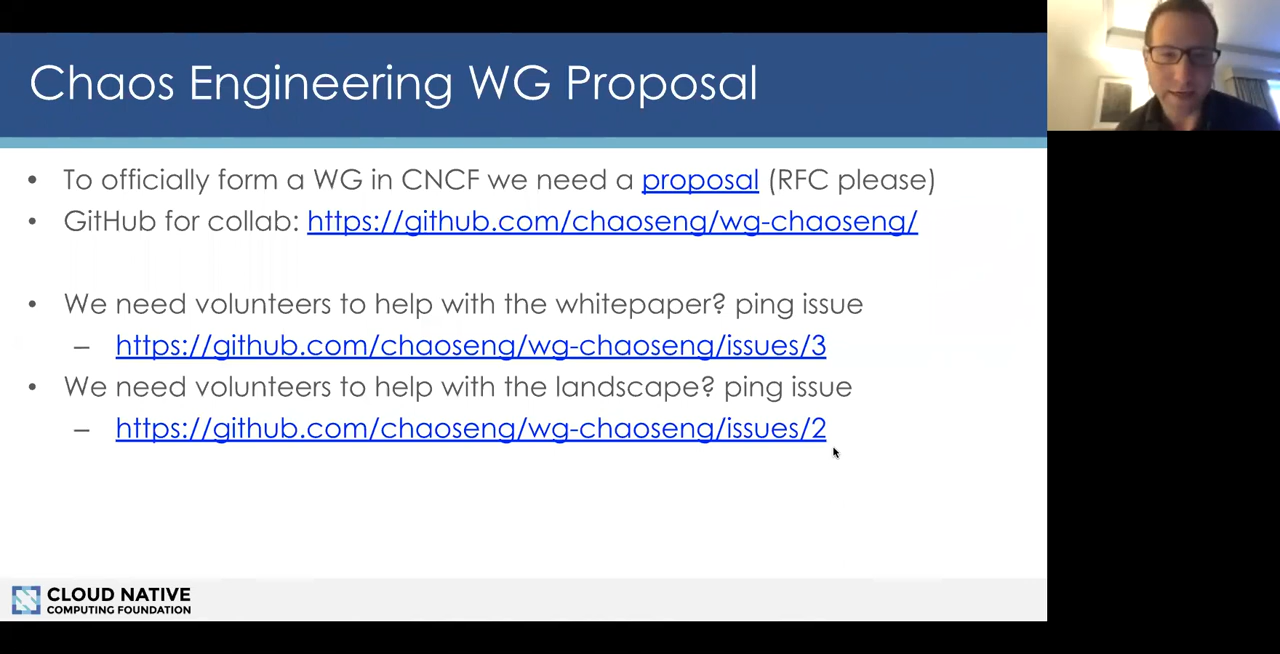 Chaos Engineering WG Proposal
• To officially form a WG in CNCF we need a proposal (RFC please)
• GitHub for collab: https://github.com/chaoseng/wg-chaoseng/
• We need volunteers to help with the whitepaper? ping issue
– https://github.com/chaoseng/wg-chaoseng/issues/3
• We need volunteers to help with the landscape? ping issue
– https://github.com/chaoseng/wg-chaoseng/issues/2
CLOUD NATIVE
COMPUTING FOUNDATION